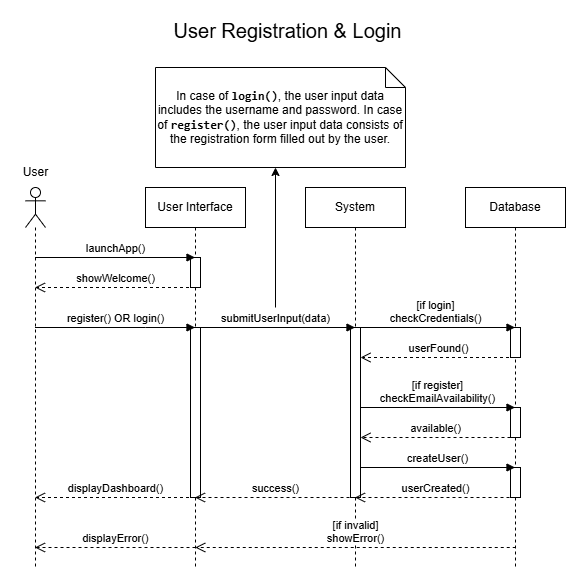 User Registration & Login
In case of login(), the user input data
includes the username and password. In case
of register(), the user input data consists of
the registration form filled out by the user.
User
User Interface
System
Database
launchApp()
showWelcome()
register() OR login()
submitUserInput(data)
[if login]
checkCredentials()
userFound()
[if register]
checkEmailAvailability()
available()
createUser()
displayDashboard()
success()
userCreated()
[if invalid]
displayError()
showError()